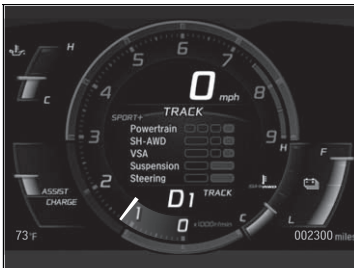 H
C
0 mph
SPORT+
TRACK
Powertrain
SH-AWD
VSA
Suspension
Steering
TRACK
D1
0 1 2 3 4 5 6 7 8 9
x1000r/min
ASSIST
CHARGE
H
C
F
L
73°F
002300 miles